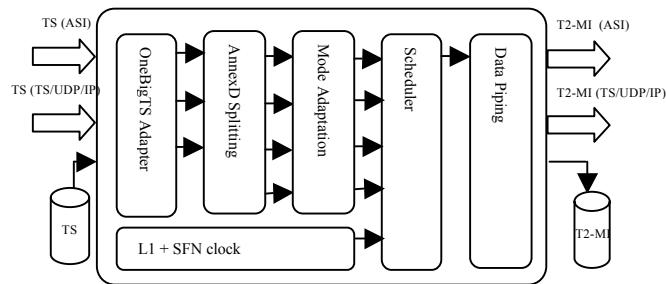 TS (ASI)
TS (TS/UDP/IP)
TS
OneBigTS Adapter
AnnexD Splitting
Mode Adaptation
Scheduler
Data Piping
L1 + SFN clock
T2-MI (ASI)
T2-MI (TS/UDP/IP)
T2-MI